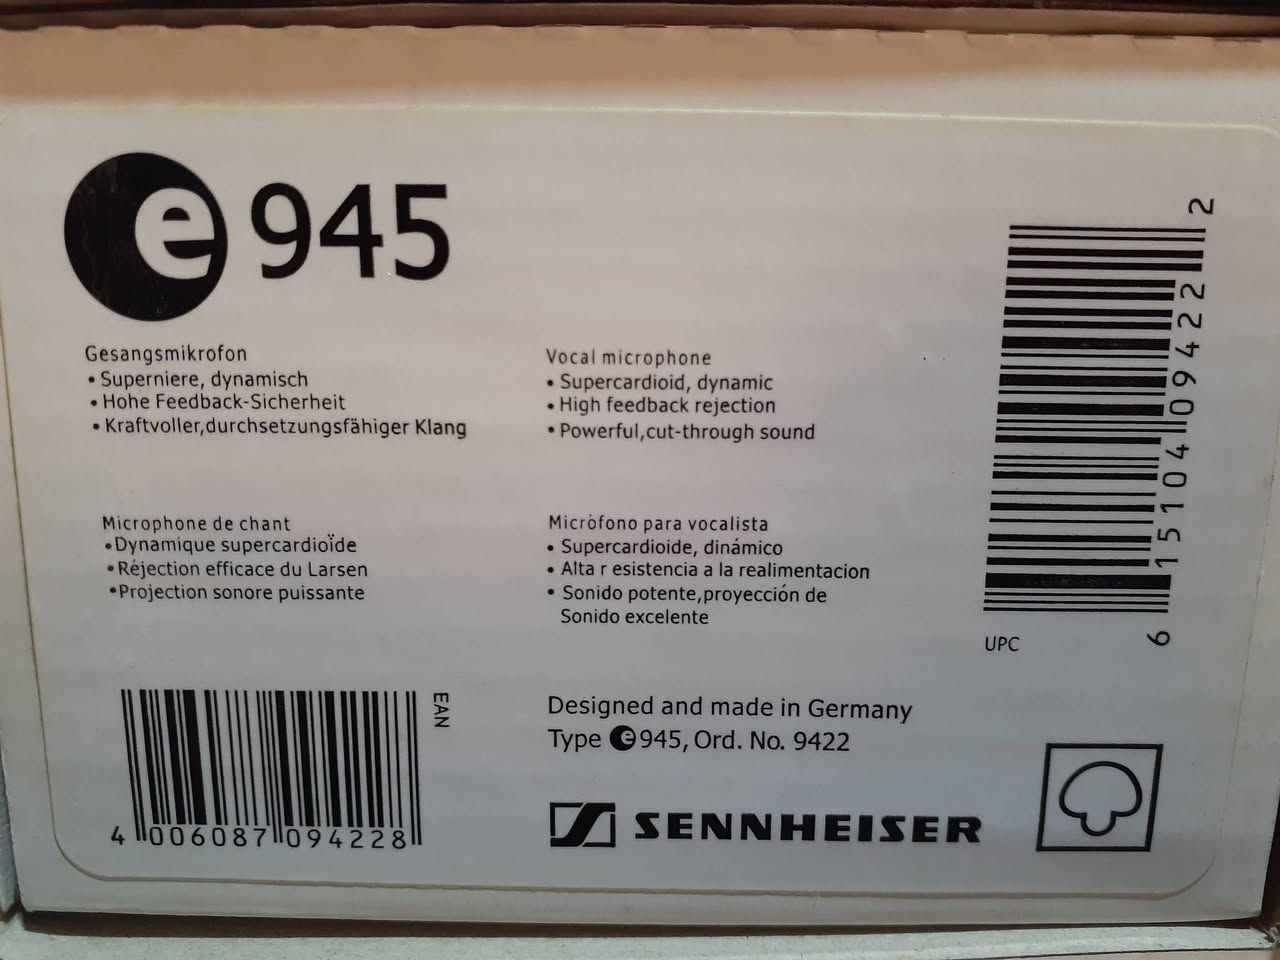 e945
Gesangsmikrofon
• Superniere, dynamisch
• Hohe Feedback-Sicherheit
• Kraftvoller,durchsetzungsfähiger Klang
Vocal microphone
• Supercardioid, dynamic
• High feedback rejection
• Powerful,cut-through sound
Microphone de chant
•Dynamique supercardioïde
•Réjection efficace du Larsen
•Projection sonore puissante
Micròfono para vocalista
• Supercardioide, dinámico
• Alta r esistencia a la realimentacion
• Sonido potente,proyección de
Sonido excelente
6 15104 09422 2
UPC
EAN
4 006087 094228
Designed and made in Germany
Type e945, Ord. No. 9422
SENNHEISER